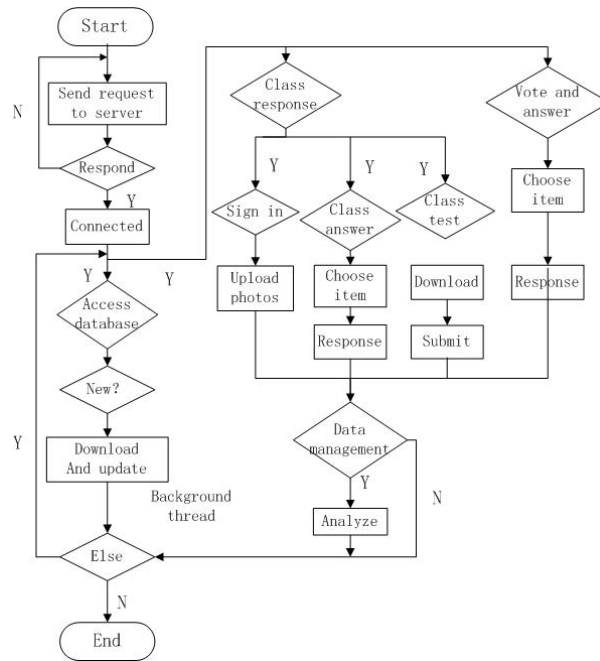 Start
Send request
to server
N
Respond
Y
Connected
Y
Y
Access
database
New?
Y
Download
And update
Background
thread
Else
N
End
Class
response
Vote and
answer
Y
Y
Y
Sign in
Class
answer
Class
test
Choose
item
Upload
photos
Choose
item
Download
Response
Response
Submit
Data
management
Y
N
Analyze